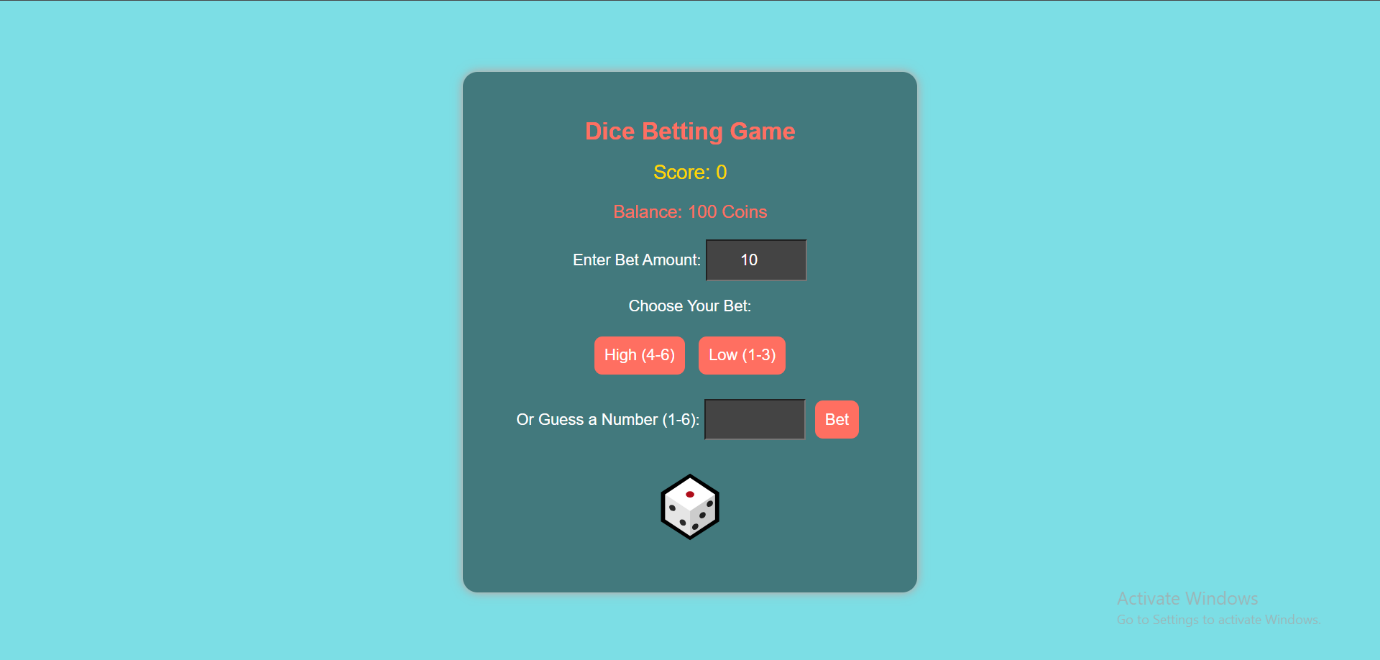 Dice Betting Game
Score: 0
Balance: 100 Coins
Enter Bet Amount: 10
Choose Your Bet:
High (4-6) Low (1-3)
Or Guess a Number (1-6): Bet
Activate Windows
Go to Settings to activate Windows.